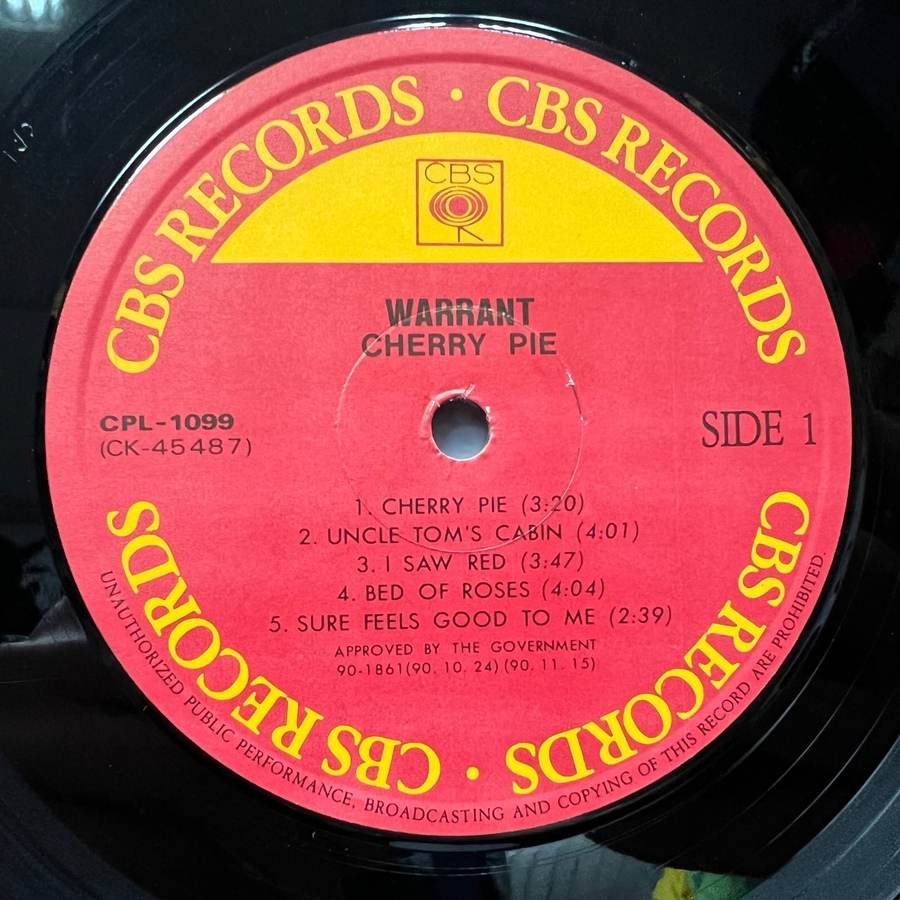 CBS RECORDS · CBS RECORDS
CBS
WARRANT
CHERRY PIE
CPL-1099
(CK-45487)
SIDE 1
1. CHERRY PIE (3:20)
2. UNCLE TOM'S CABIN (4:01)
3. I SAW RED (3:47)
4. BED OF ROSES (4:04)
5. SURE FEELS GOOD TO ME (2:39)
APPROVED BY THE GOVERNMENT
90-1861(90. 10. 24)(90. 11. 15)
CBS RECORDS · CBS RECORDS
UNAUTHORIZED PUBLIC PERFORMANCE, BROADCASTING AND COPYING OF THIS RECORD ARE PROHIBITED.